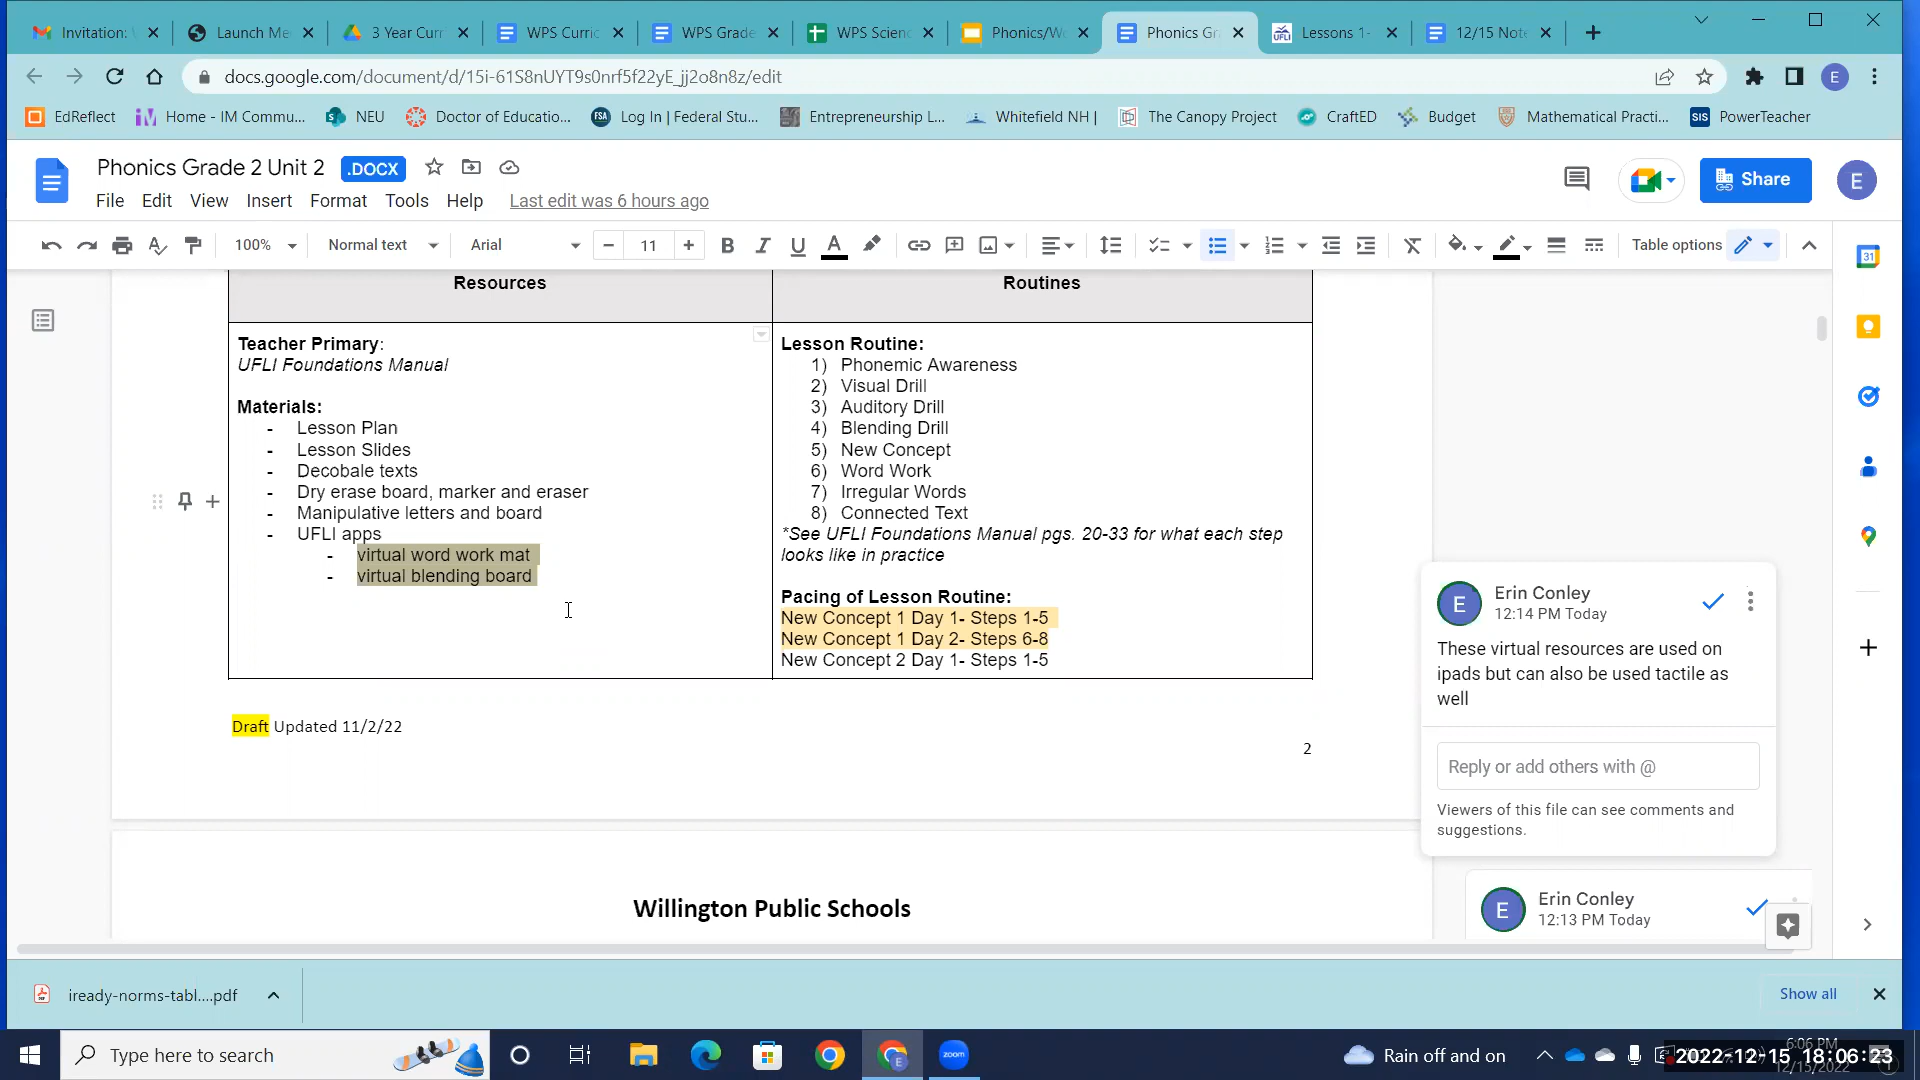 Invitation:
Launch Me
3 Year Curr
WPS Curric
WPS Grade
WPS Scienc
Phonics/Wo
Phonics Gr
Lessons 1-
12/15 Note
docs.google.com/document/d/15i-61S8nUYT9s0nrf5f22yE_jj2o8n8z/edit
E
EdReflect
Home - IM Commu...
NEU
Doctor of Educatio...
FSA
Log In | Federal Stu...
Entrepreneurship L...
Whitefield NH |
The Canopy Project
CraftED
Budget
Mathematical Practi...
SIS
PowerTeacher
Phonics Grade 2 Unit 2 .DOCX
Share
E
File Edit View Insert Format Tools Help Last edit was 6 hours ago
100% Normal text Arial 11 B I U A Table options
31
Resources
Routines
Teacher Primary:
UFLI Foundations Manual
Materials:
- Lesson Plan
- Lesson Slides
- Decobale texts
- Dry erase board, marker and eraser
- Manipulative letters and board
- UFLI apps
- virtual word work mat
- virtual blending board
Lesson Routine:
1) Phonemic Awareness
2) Visual Drill
3) Auditory Drill
4) Blending Drill
5) New Concept
6) Word Work
7) Irregular Words
8) Connected Text
*See UFLI Foundations Manual pgs. 20-33 for what each step
looks like in practice
Pacing of Lesson Routine:
New Concept 1 Day 1- Steps 1-5
New Concept 1 Day 2- Steps 6-8
New Concept 2 Day 1- Steps 1-5
Draft Updated 11/2/22
2
Willington Public Schools
E
Erin Conley
12:14 PM Today
These virtual resources are used on
ipads but can also be used tactile as
well
Reply or add others with @
Viewers of this file can see comments and
suggestions.
E
Erin Conley
12:13 PM Today
iready-norms-tabl....pdf
Show all
Type here to search
zoom
Rain off and on
6:06 PM
2022-12-15 18:06:23
12/15/2022